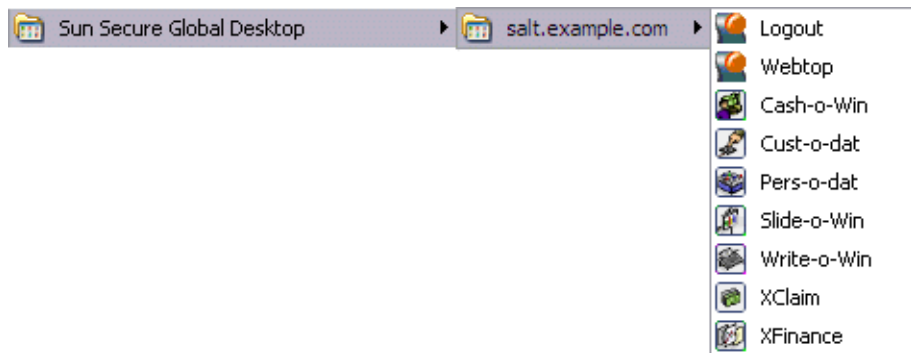 Sun Secure Global Desktop
salt.example.com
Logout
Webtop
Cash-o-Win
Cust-o-dat
Pers-o-dat
Slide-o-Win
Write-o-Win
XClaim
XFinance